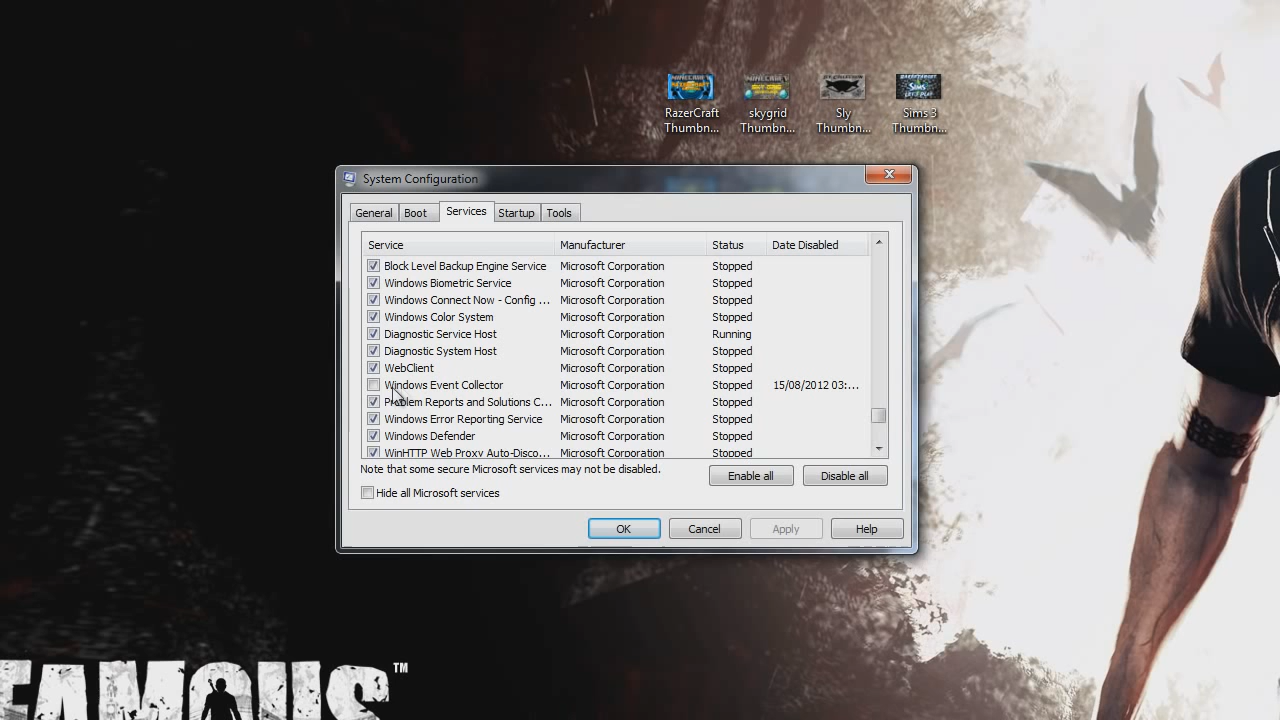 RazerCraft
Thumbn...
skygrid
Thumbn...
Sly
Thumbn...
Sims 3
Thumbn...
System Configuration
General
Boot
Services
Startup
Tools
Service Manufacturer Status Date Disabled
Block Level Backup Engine Service Microsoft Corporation Stopped
Windows Biometric Service Microsoft Corporation Stopped
Windows Connect Now - Config ... Microsoft Corporation Stopped
Windows Color System Microsoft Corporation Stopped
Diagnostic Service Host Microsoft Corporation Running
Diagnostic System Host Microsoft Corporation Stopped
WebClient Microsoft Corporation Stopped
Windows Event Collector Microsoft Corporation Stopped 15/08/2012 03:...
Problem Reports and Solutions C... Microsoft Corporation Stopped
Windows Error Reporting Service Microsoft Corporation Stopped
Windows Defender Microsoft Corporation Stopped
WinHTTP Web Proxy Auto-Disco... Microsoft Corporation Stopped
Note that some secure Microsoft services may not be disabled.
Enable all
Disable all
Hide all Microsoft services
OK
Cancel
Apply
Help
FAMOUS™